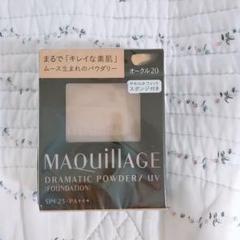 まるで「キレイな素肌」
ムース生まれのパウダリー
オークル20
スポンジ付き
MAQuillAGE
DRAMATIC POWDERY UV
(FOUNDATION)
SPF25・PA+++